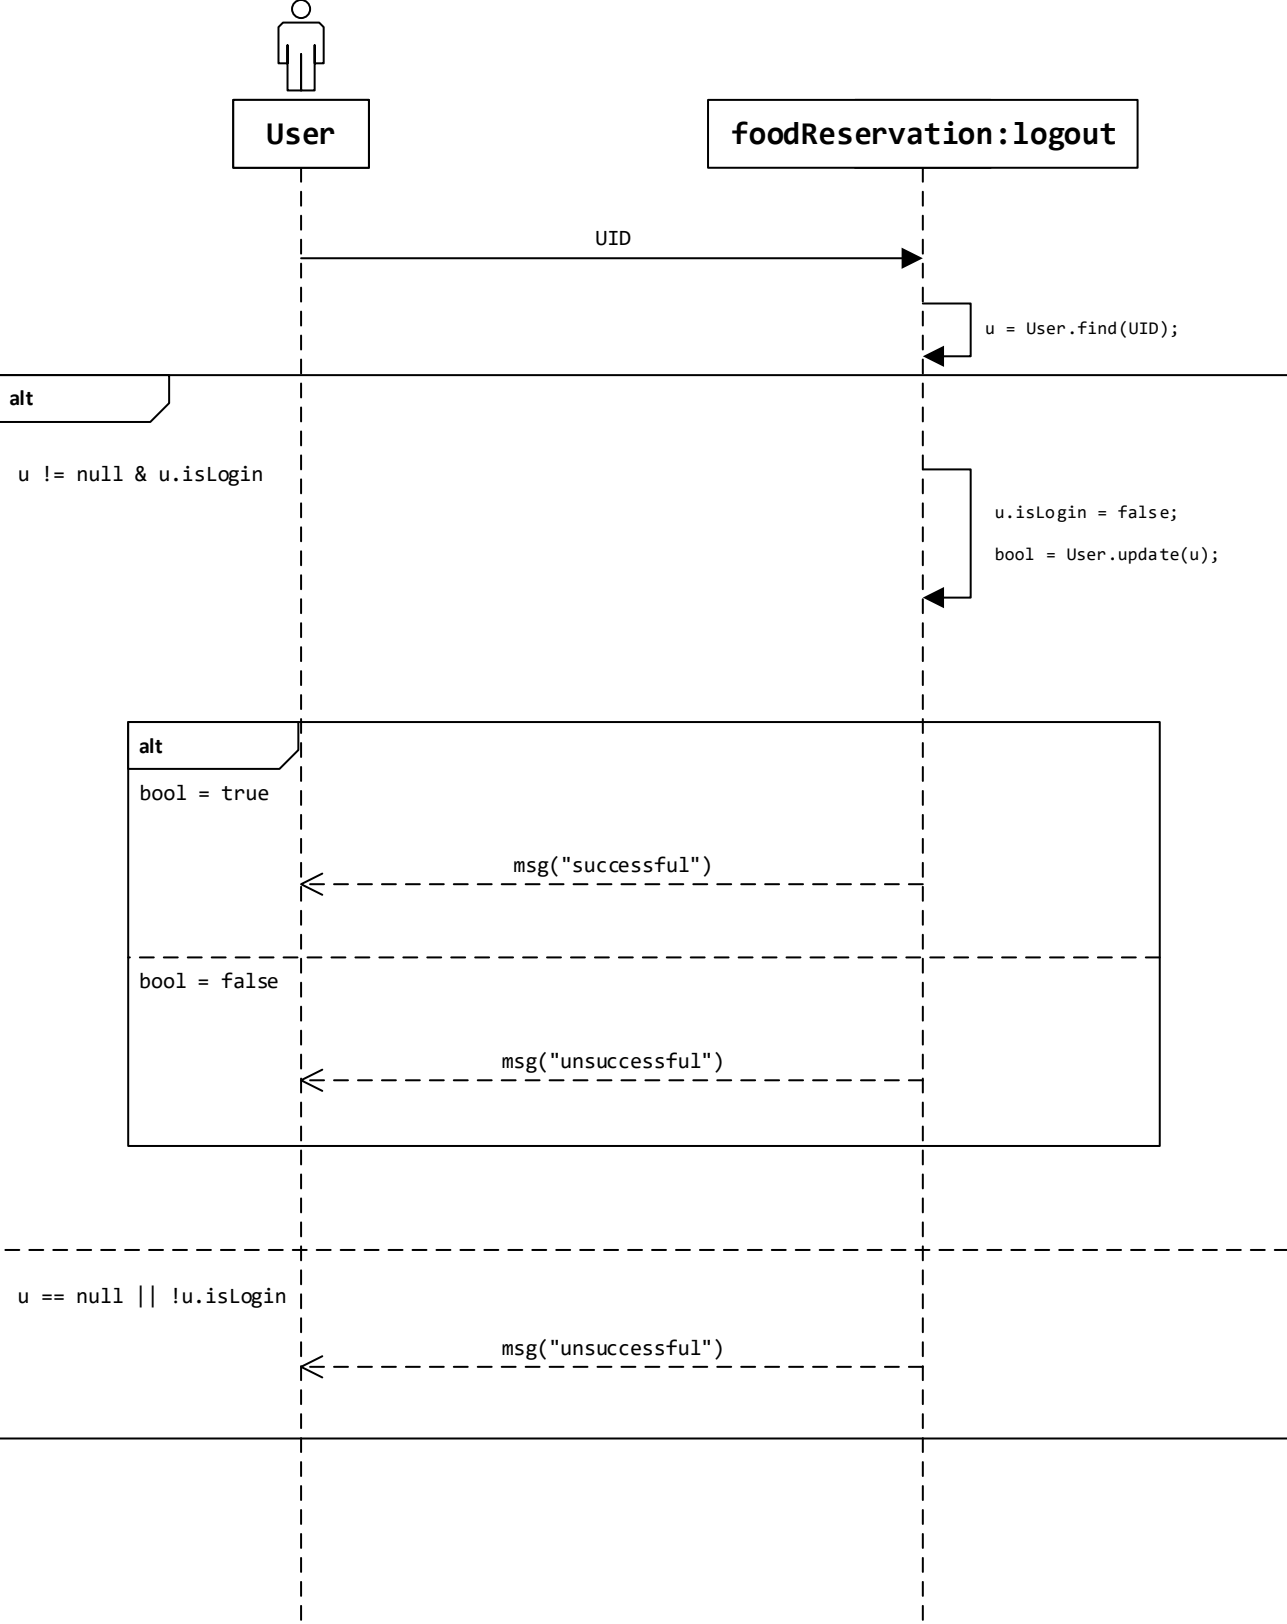 User
foodReservation:logout
UID
u = User.find(UID);
alt
u != null & u.isLogin
u.isLogin = false;
bool = User.update(u);
alt
bool = true
msg("successful")
bool = false
msg("unsuccessful")
u == null || !u.isLogin
msg("unsuccessful")